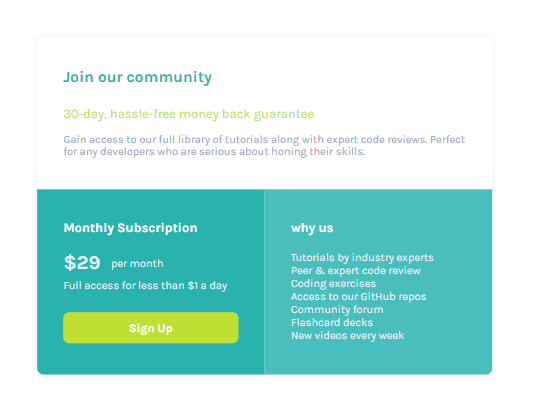 Join our community
30-day, hassle-free money back guarantee
Gain access to our full library of tutorials along with expert code reviews. Perfect
for any developers who are serious about honing their skills.
Monthly Subscription
$29 per month
Full access for less than $1 a day
Sign Up
why us
Tutorials by industry experts
Peer & expert code review
Coding exercises
Access to our GitHub repos
Community forum
Flashcard decks
New videos every week